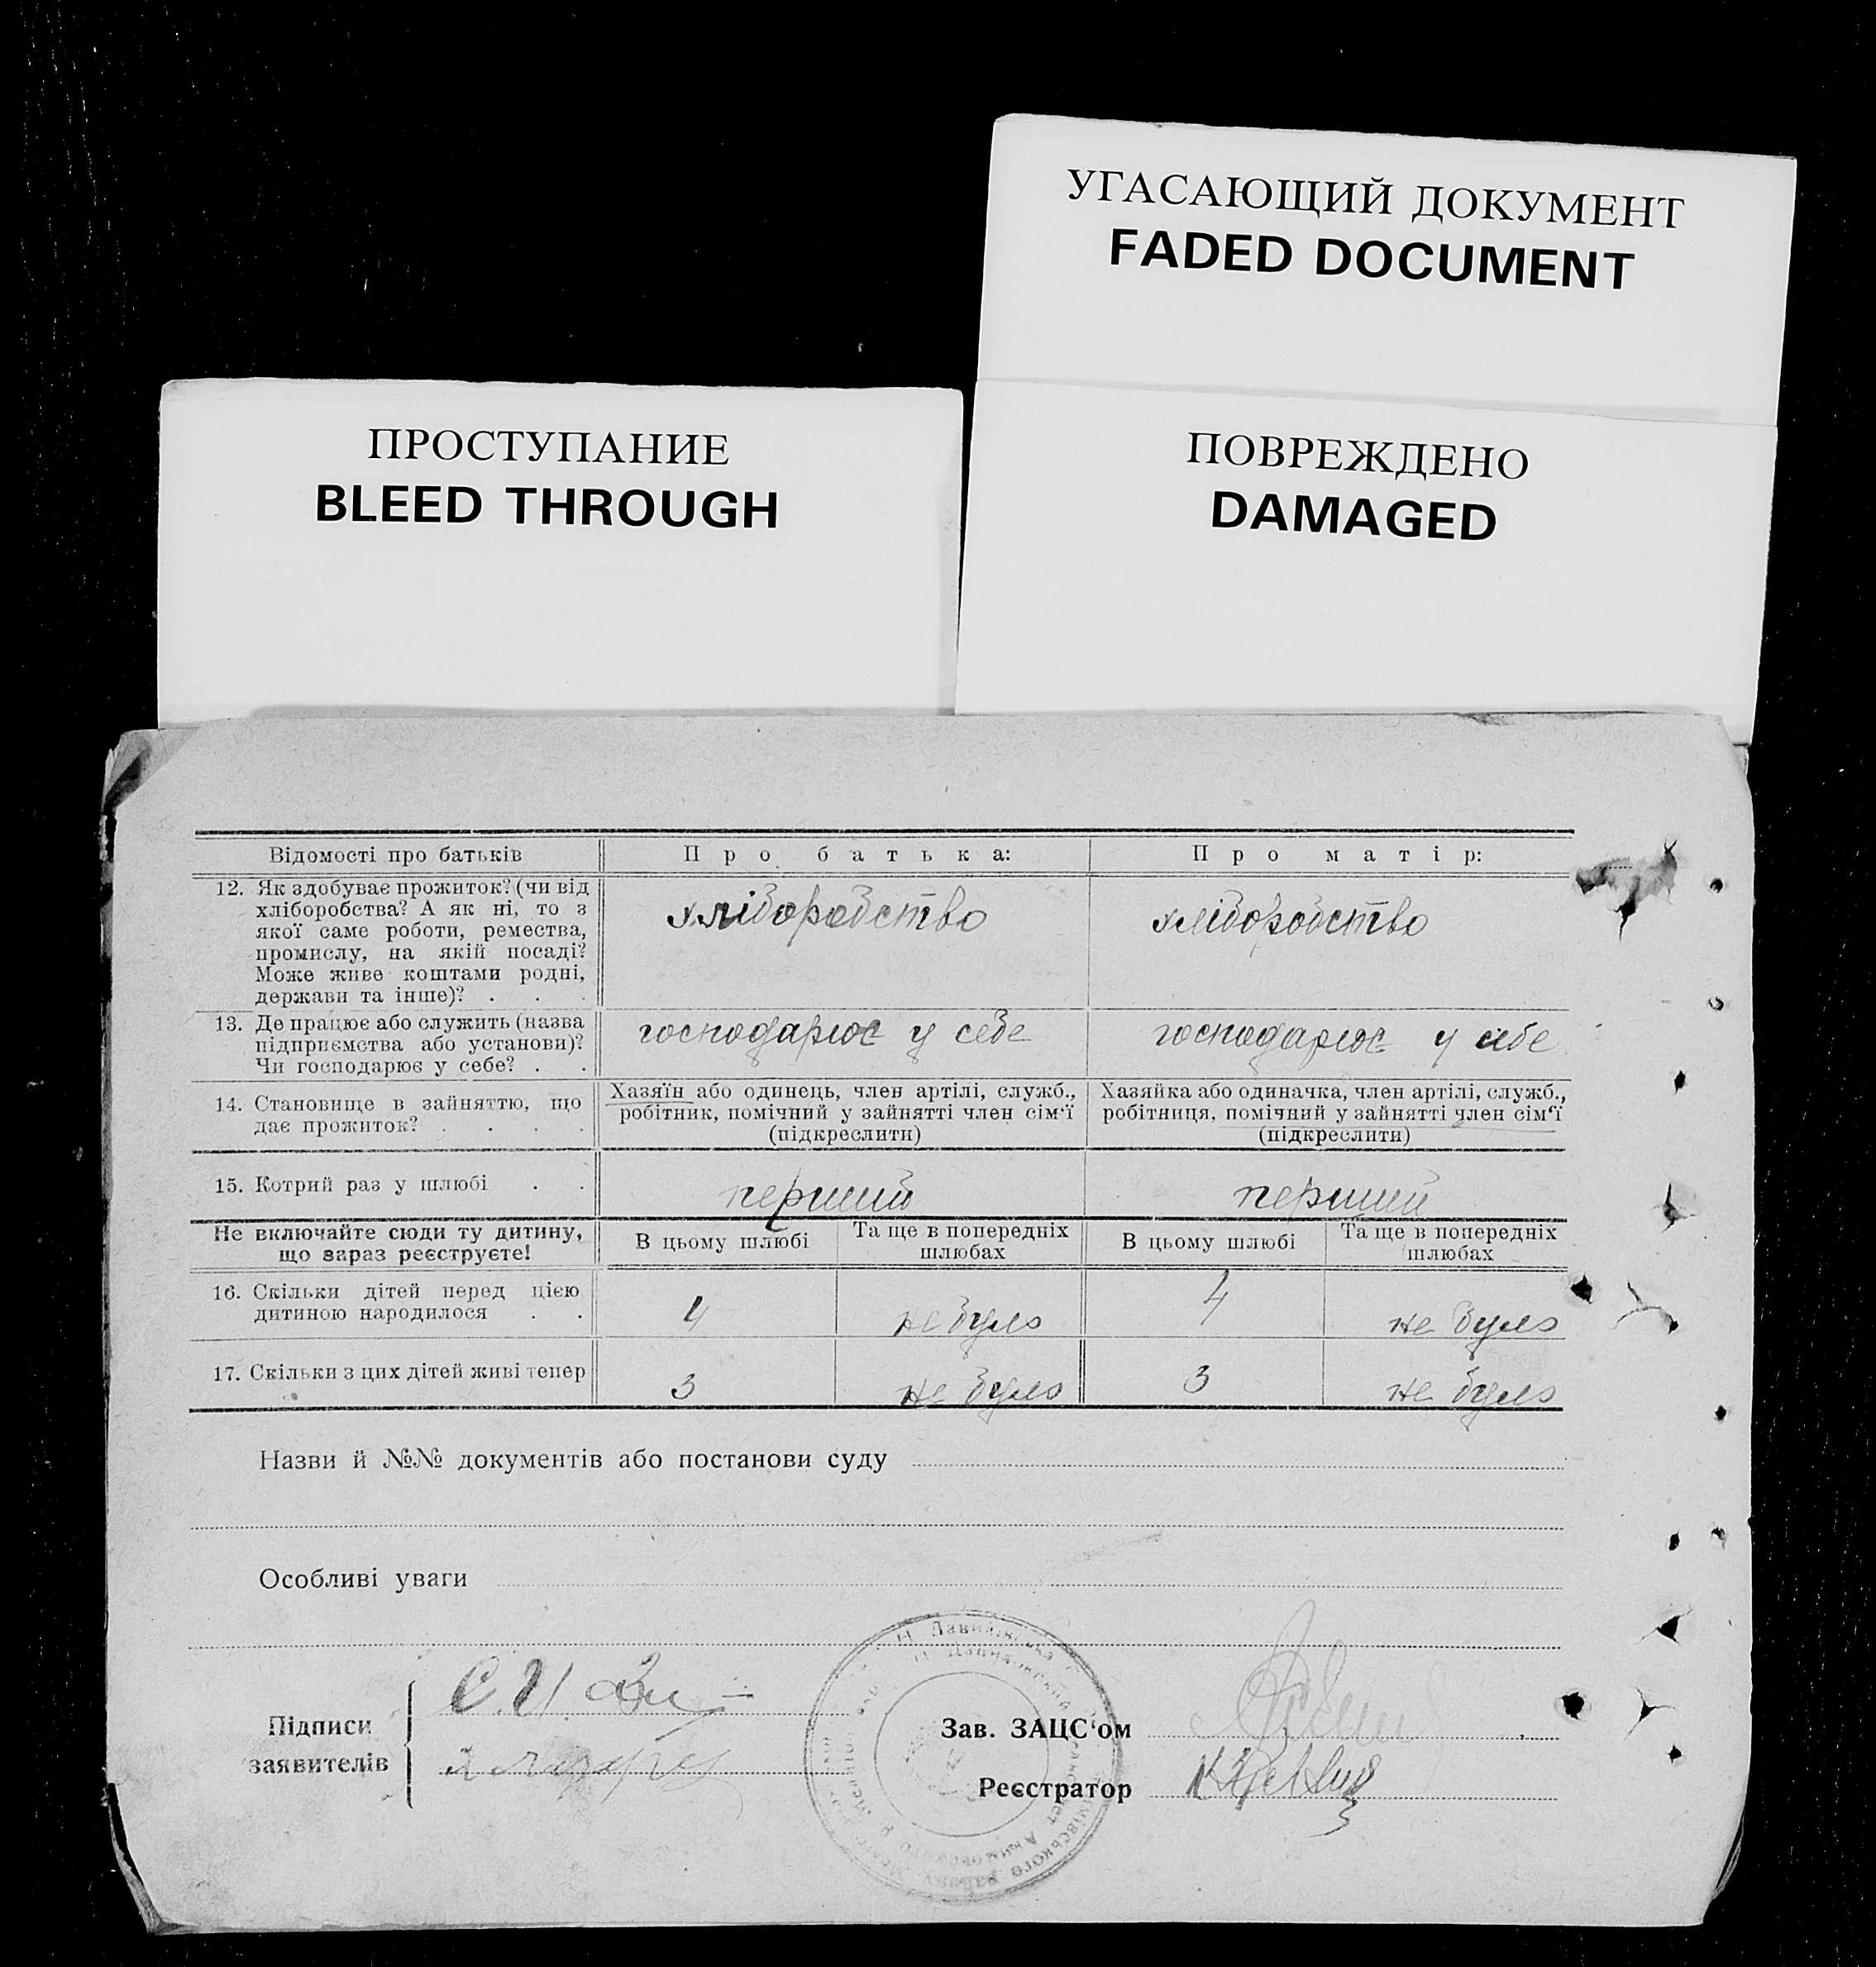 УГАСАЮЩИЙ ДОКУМЕНТ
FADED DOCUMENT
ПРОСТУПАНИЕ
BLEED THROUGH
ПОВРЕЖДЕНО
DAMAGED
Відомості про батьків
Про батька:
Про матір:
12. Як здобуває прожиток? (чи від
хліборобства? А як ні, то з
якої саме роботи, ремества,
промислу, на якій посаді?
Може живе коштами родні,
держави та інше)? . . .
хліборобство
хліборобство
13. Де працює або служить (назва
підприємства або установи)?
Чи господарює у себе? . .
господарює у себе
господарює у себе
14. Становище в зайняттю, що
дає прожиток? . . . .
Хазяїн або одинець, член артілі, служб.,
робітник, помічний у зайнятті член сім'ї
(підкреслити)
Хазяйка або одиначка, член артілі, служб.,
робітниця, помічний у зайнятті член сім'ї
(підкреслити)
15. Котрий раз у шлюбі . .
перший
перший
Не включайте сюди ту дитину,
що зараз реєструєте!
В цьому шлюбі
Та ще в попередніх
шлюбах
В цьому шлюбі
Та ще в попередніх
шлюбах
16. Скільки дітей перед цією
дитиною народилося . .
4
не було
4
не було
17. Скільки з цих дітей живі тепер
3
не було
3
не було
Назви й №№ документів або постанови суду
Особливі уваги
Підписи
заявителів
Зав. ЗАЦС'ом
Реєстратор